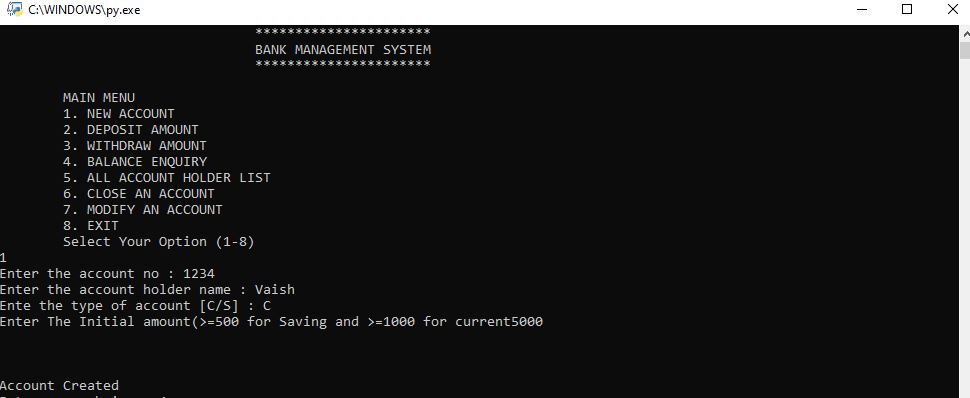 C:\WINDOWS\py.exe
**********************
BANK MANAGEMENT SYSTEM
**********************
MAIN MENU
1. NEW ACCOUNT
2. DEPOSIT AMOUNT
3. WITHDRAW AMOUNT
4. BALANCE ENQUIRY
5. ALL ACCOUNT HOLDER LIST
6. CLOSE AN ACCOUNT
7. MODIFY AN ACCOUNT
8. EXIT
Select Your Option (1-8)
1
Enter the account no : 1234
Enter the account holder name : Vaish
Ente the type of account [C/S] : C
Enter The Initial amount(>=500 for Saving and >=1000 for current5000
Account Created